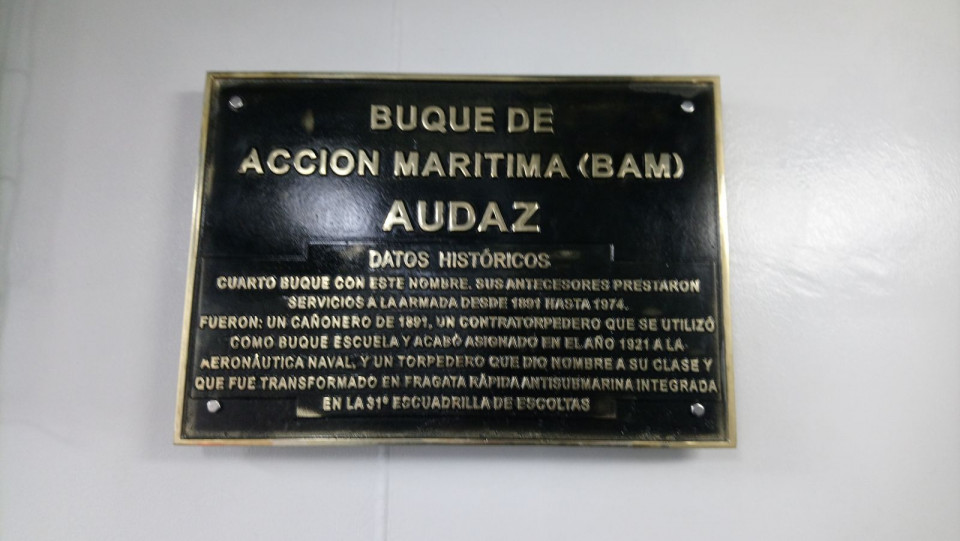 BUQUE DE
ACCION MARITIMA (BAM)
AUDAZ
DATOS HISTÓRICOS
CUARTO BUQUE CON ESTE NOMBRE. SUS ANTECESORES PRESTARON
SERVICIOS A LA ARMADA DESDE 1891 HASTA 1974.
FUERON: UN CAÑONERO DE 1891, UN CONTRATORPEDERO QUE SE UTILIZÓ
COMO BUQUE ESCUELA Y ACABÓ ASIGNADO EN EL AÑO 1921 A LA
AERONÁUTICA NAVAL, Y UN TORPEDERO QUE DIO NOMBRE A SU CLASE Y
QUE FUE TRANSFORMADO EN FRAGATA RÁPIDA ANTISUBMARINA INTEGRADA
EN LA 31ª ESCUADRILLA DE ESCOLTAS